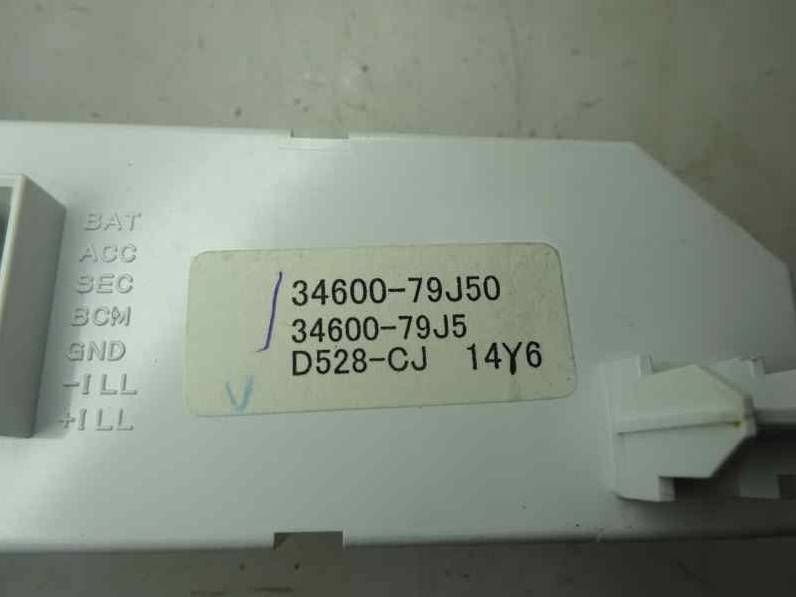 BAT
ACC
SEC
BCM
GND
-ILL
+ILL
34600-79J50
34600-79J5
D528-CJ 14Y6
V